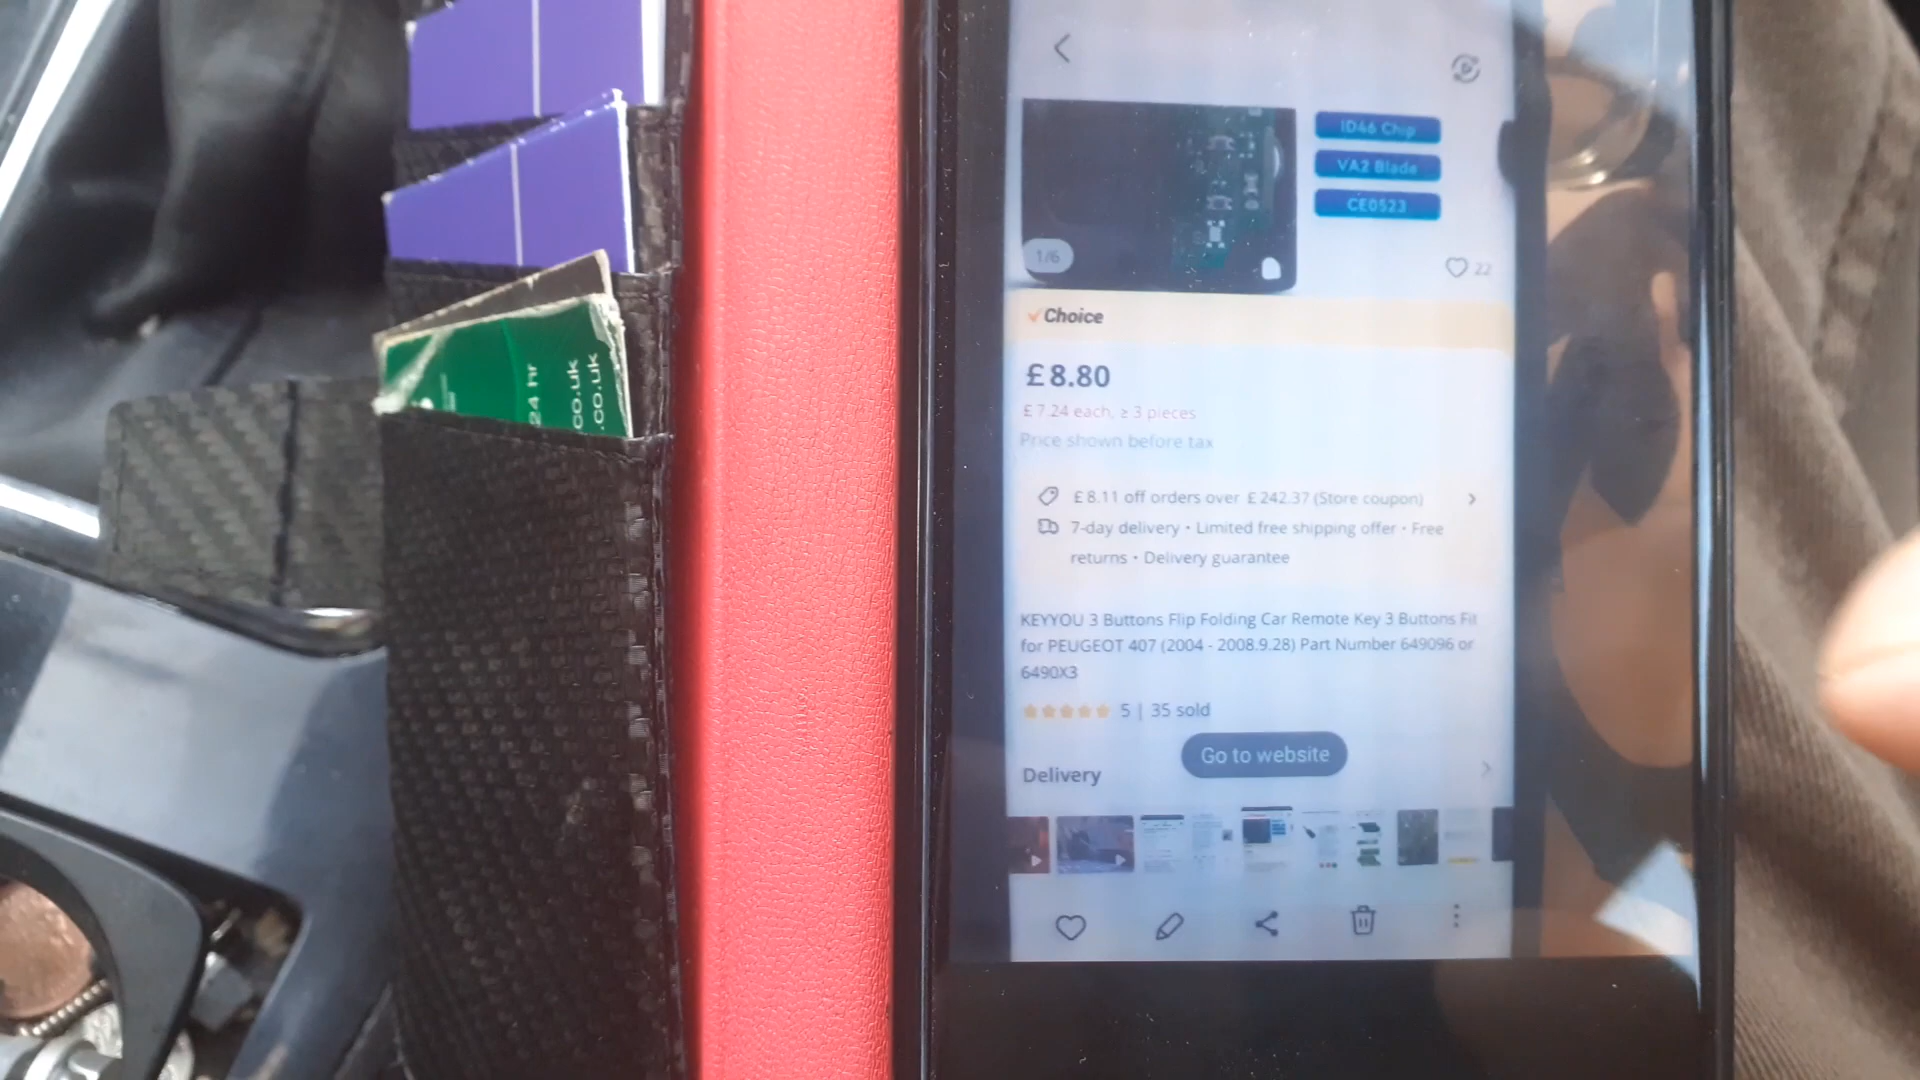 24 hr
.co.uk
.co.uk
ID46 Chip
VA2 Blade
CE0523
1/6
22
Choice
£8.80
£7.24 each, ≥ 3 pieces
Price shown before tax
£8.11 off orders over £242.37 (Store coupon)
7-day delivery • Limited free shipping offer • Free
returns • Delivery guarantee
KEYYOU 3 Buttons Flip Folding Car Remote Key 3 Buttons Fit
for PEUGEOT 407 (2004 - 2008.9.28) Part Number 649096 or
6490X3
5 | 35 sold
Go to website
Delivery